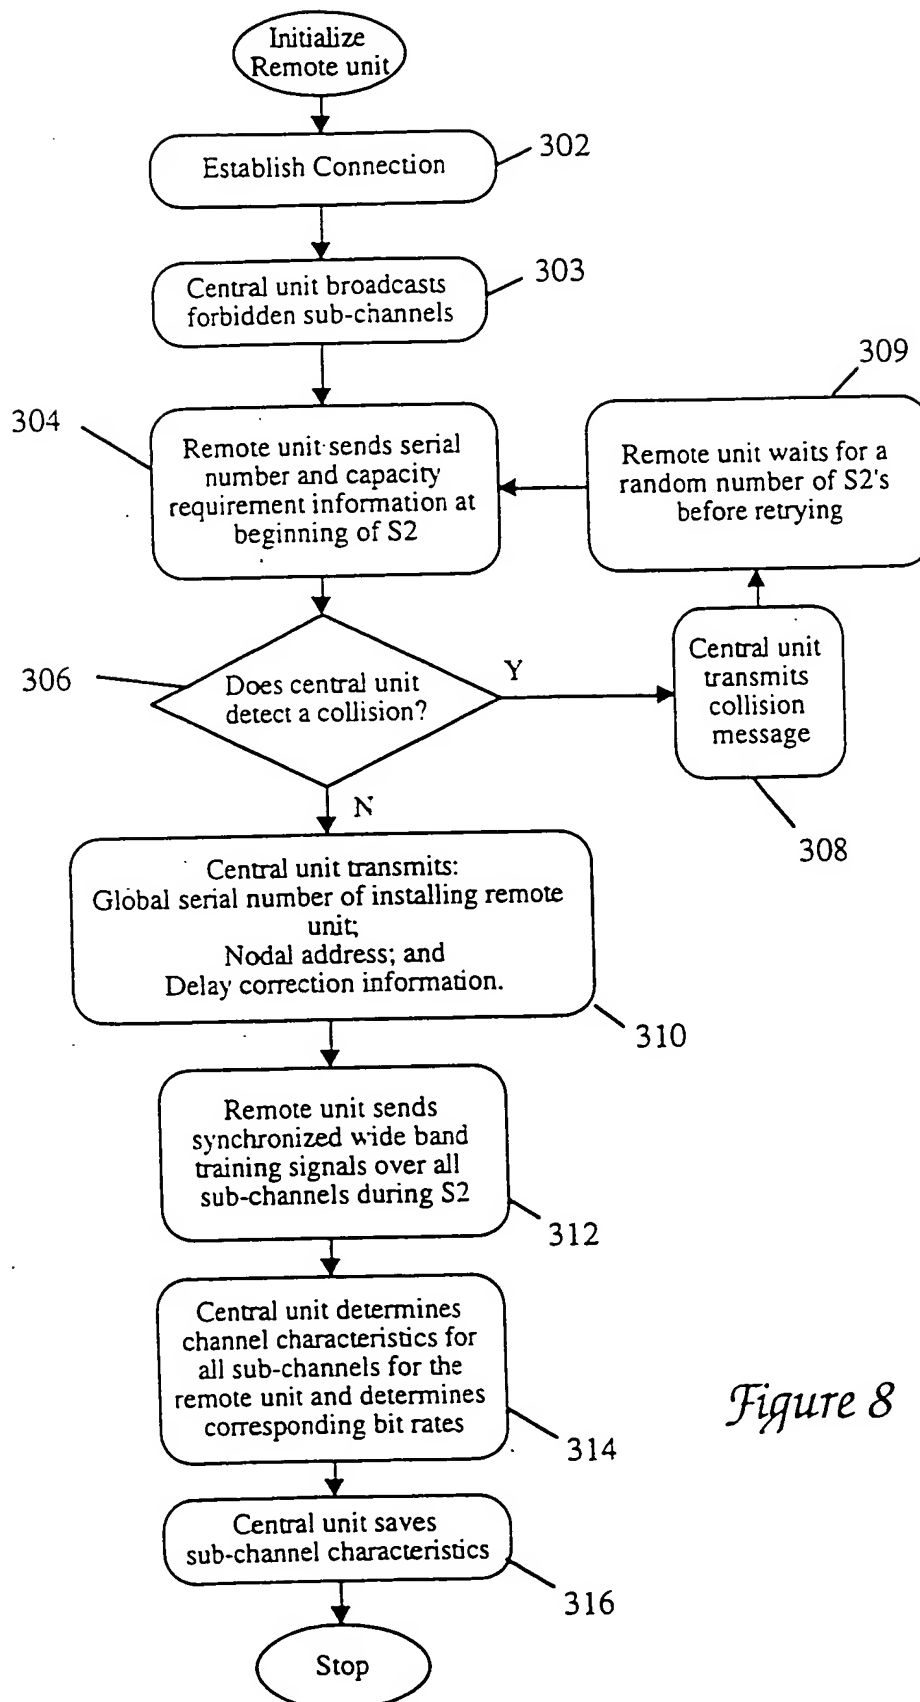 Initialize
Remote unit
302
Establish Connection
303
Central unit broadcasts
forbidden sub-channels
309
304
Remote unit sends serial
number and capacity
requirement information at
beginning of S2
Remote unit waits for a
random number of S2's
before retrying
306
Does central unit
detect a collision?
Y
Central unit
transmits
collision
message
N
308
Central unit transmits:
Global serial number of installing remote
unit;
Nodal address; and
Delay correction information.
310
Remote unit sends
synchronized wide band
training signals over all
sub-channels during S2
312
Central unit determines
channel characteristics for
all sub-channels for the
remote unit and determines
corresponding bit rates
Figure 8
314
Central unit saves
sub-channel characteristics
316
Stop